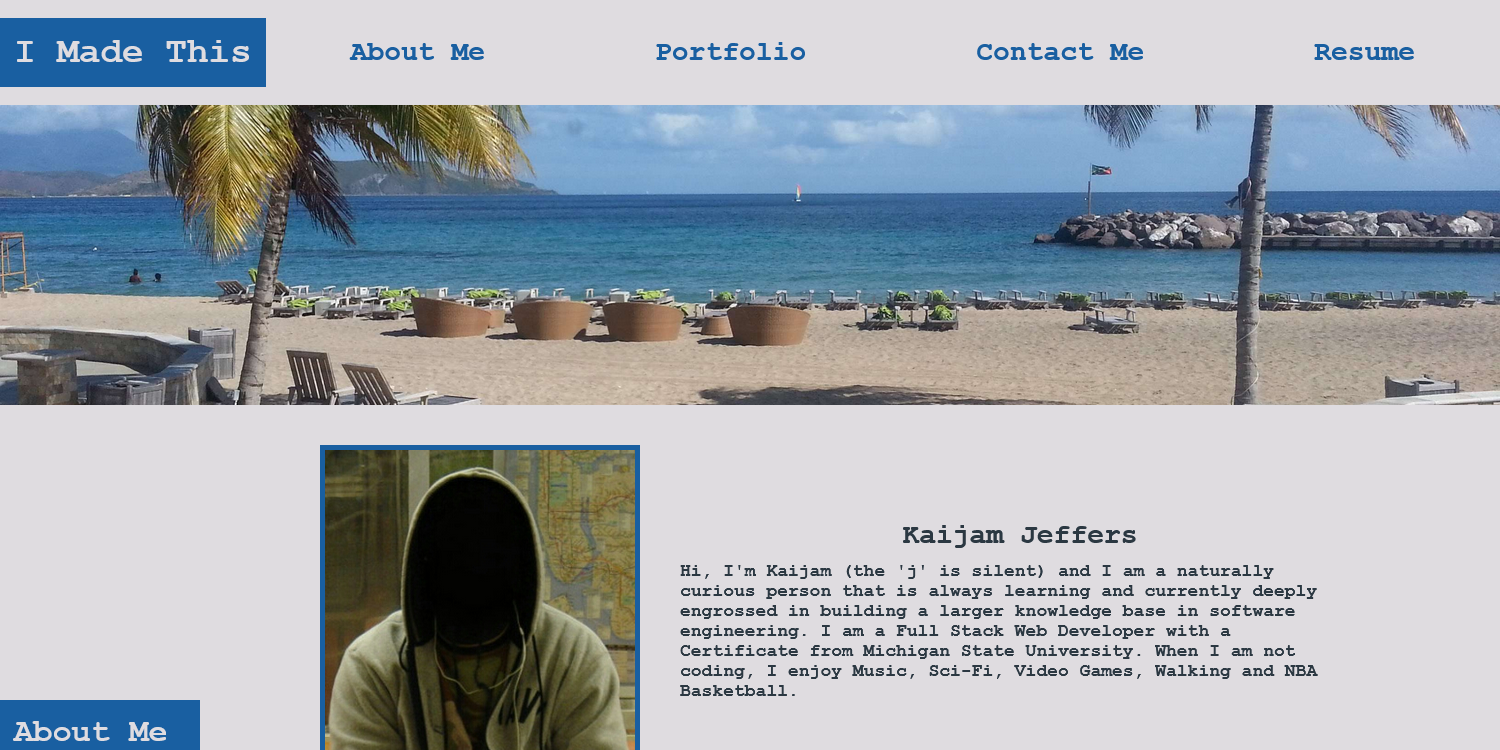 I Made This
About Me
Portfolio
Contact Me
Resume
Kaijam Jeffers
Hi, I'm Kaijam (the 'j' is silent) and I am a naturally
curious person that is always learning and currently deeply
engrossed in building a larger knowledge base in software
engineering. I am a Full Stack Web Developer with a
Certificate from Michigan State University. When I am not
coding, I enjoy Music, Sci-Fi, Video Games, Walking and NBA
Basketball.
About Me